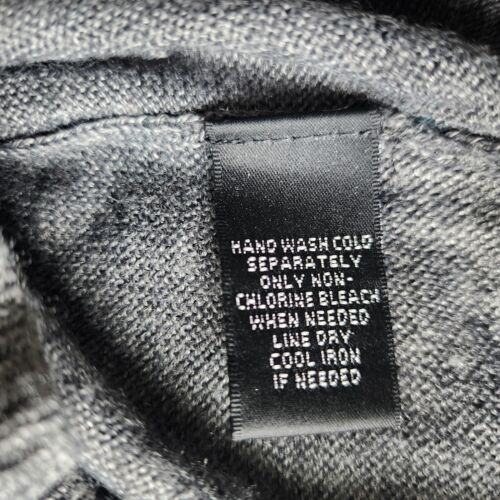 HAND WASH COLD
SEPARATELY
ONLY NON-
CHLORINE BLEACH
WHEN NEEDED
LINE DRY
COOL IRON
IF NEEDED